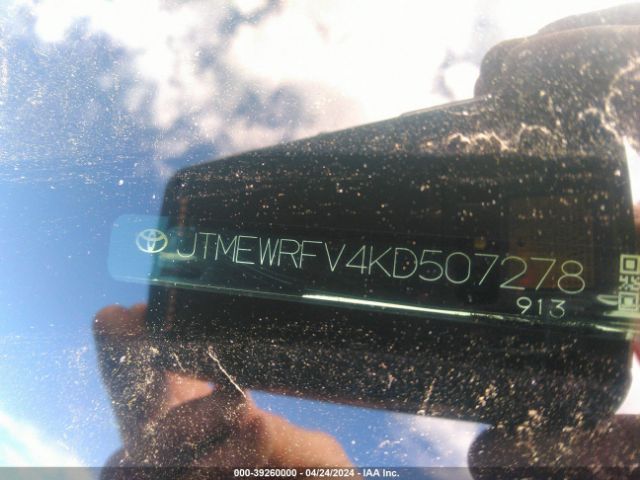 JTMEWRFV4KD507278
913
000-39260000 - 04/24/2024 - IAA Inc.